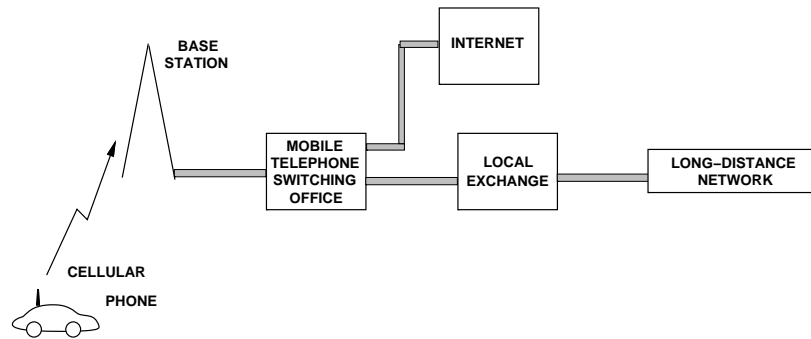 BASE
STATION
INTERNET
MOBILE
TELEPHONE
SWITCHING
OFFICE
LOCAL
EXCHANGE
LONG−DISTANCE
NETWORK
CELLULAR
PHONE